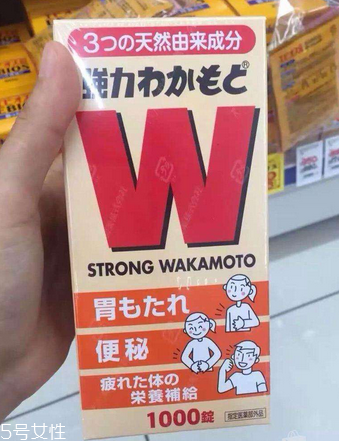 3つの天然由来成分
強力わかもと®
W
STRONG WAKAMOTO
胃もたれ
便秘
疲れた体の
栄養補給
1000錠
指定医薬部外品
5号女性